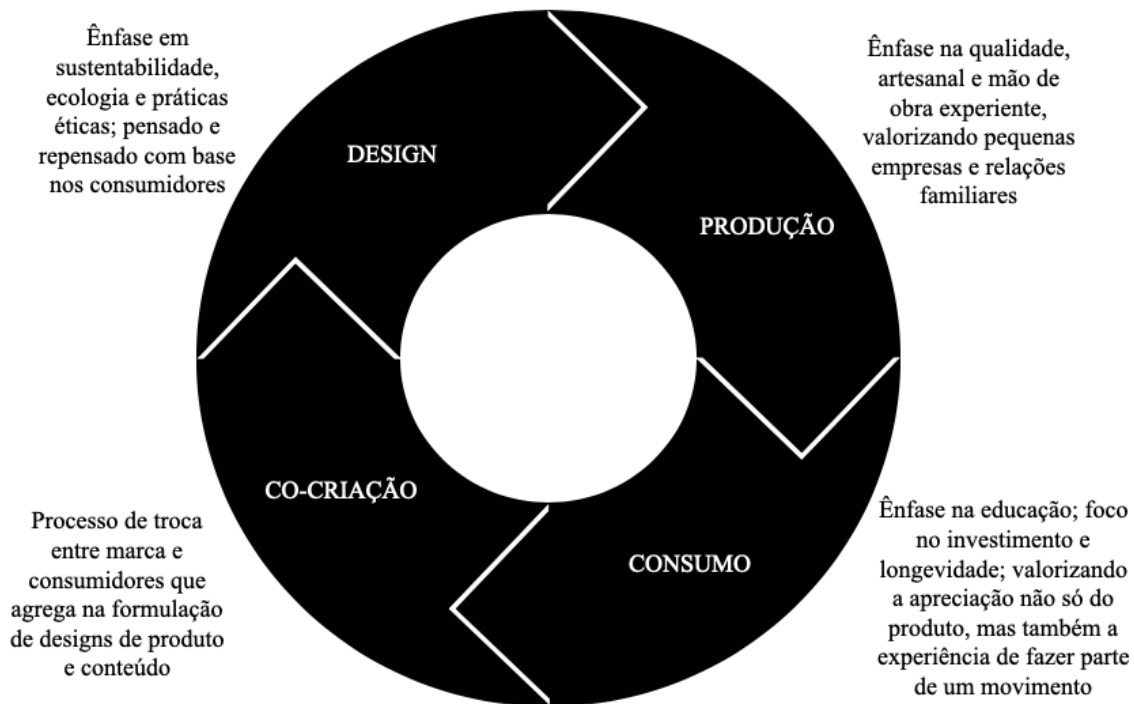 Ênfase em
sustentabilidade,
ecologia e práticas
éticas; pensado e
repensado com base
nos consumidores
DESIGN
Ênfase na qualidade,
artesanal e mão de
obra experiente,
valorizando pequenas
empresas e relações
familiares
PRODUÇÃO
Ênfase na educação; foco
no investimento e
longevidade; valorizando
a apreciação não só do
produto, mas também a
experiência de fazer parte
de um movimento
CONSUMO
Processo de troca
entre marca e
consumidores que
agrega na formulação
de designs de produto
e conteúdo
CO-CRIAÇÃO